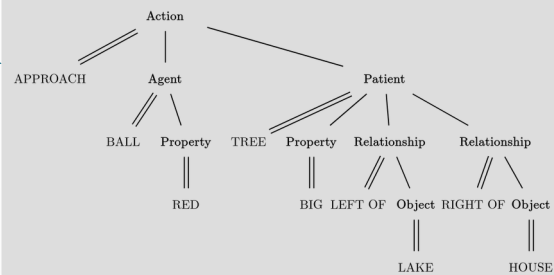 Action
APPROACH Agent Patient
BALL Property TREE Property Relationship Relationship
RED BIG LEFT OF Object RIGHT OF Object
LAKE HOUSE